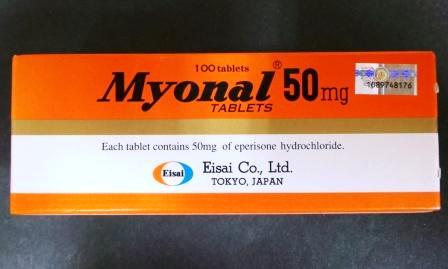 100 tablets
Myonal® 50mg
TABLETS
1089748176
Each tablet contains 50mg of eperisone hydrochloride.
Eisai
Eisai Co., Ltd.
TOKYO, JAPAN